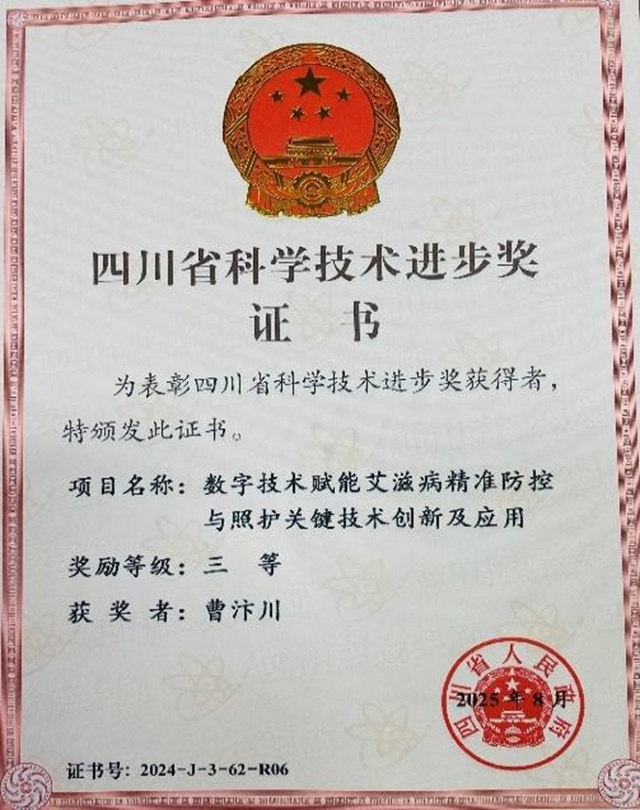 四川省科学技术进步奖
证 书
为表彰四川省科学技术进步奖获得者，
特颁发此证书。
项目名称：数字技术赋能艾滋病精准防控
与照护关键技术创新及应用
奖励等级：三 等
获 奖 者：曹汴川
四川省人民政府
2025 年 8 月
证书号：2024-J-3-62-R06